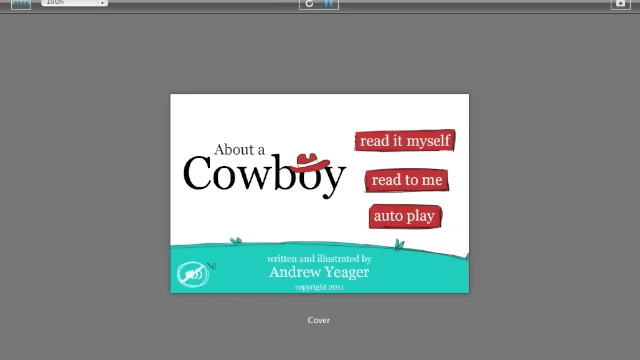 100%
About a
Cowboy
read it myself
read to me
auto play
written and illustrated by
Andrew Yeager
copyright 2011
Cover